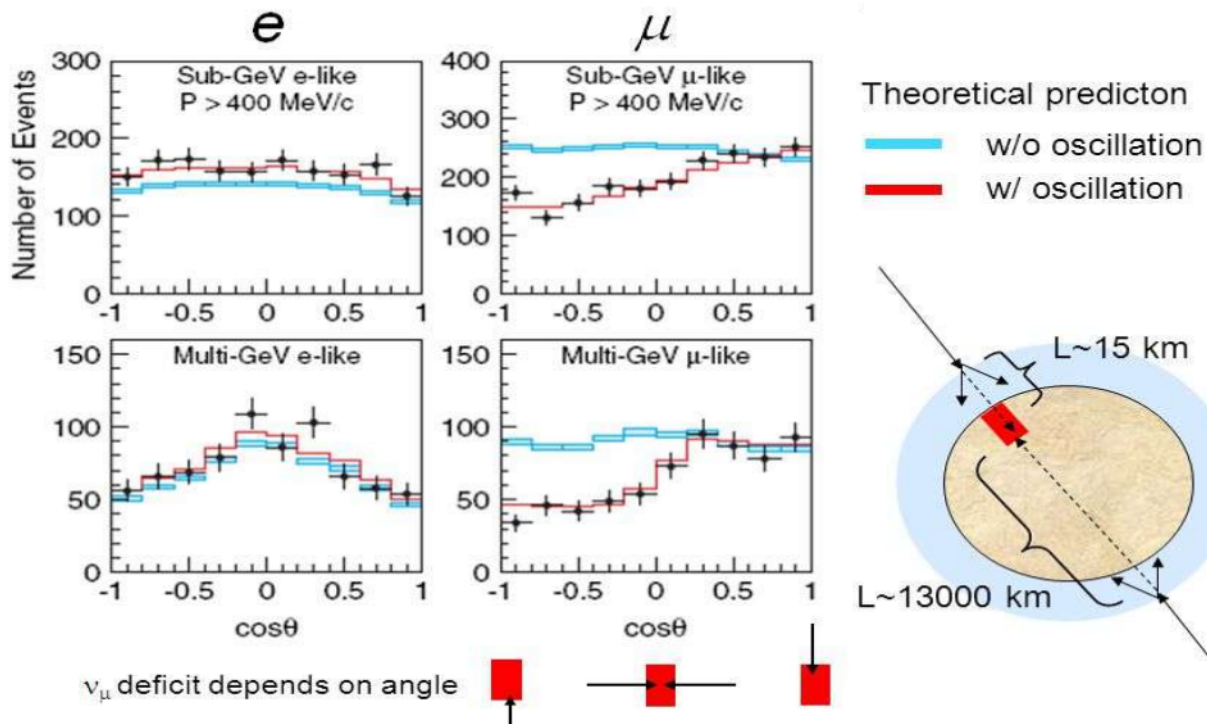 e
μ
Number of Events
300
200
100
0
Sub-GeV e-like
P > 400 MeV/c
-1 -0.5 0 0.5 1
400
300
200
100
0
Sub-GeV μ-like
P > 400 MeV/c
-1 -0.5 0 0.5 1
150
100
50
0
Multi-GeV e-like
-1 -0.5 0 0.5 1
cosθ
150
100
50
0
Multi-GeV μ-like
-1 -0.5 0 0.5 1
cosθ
Theoretical predicton
w/o oscillation
w/ oscillation
L~15 km
L~13000 km
νμ deficit depends on angle